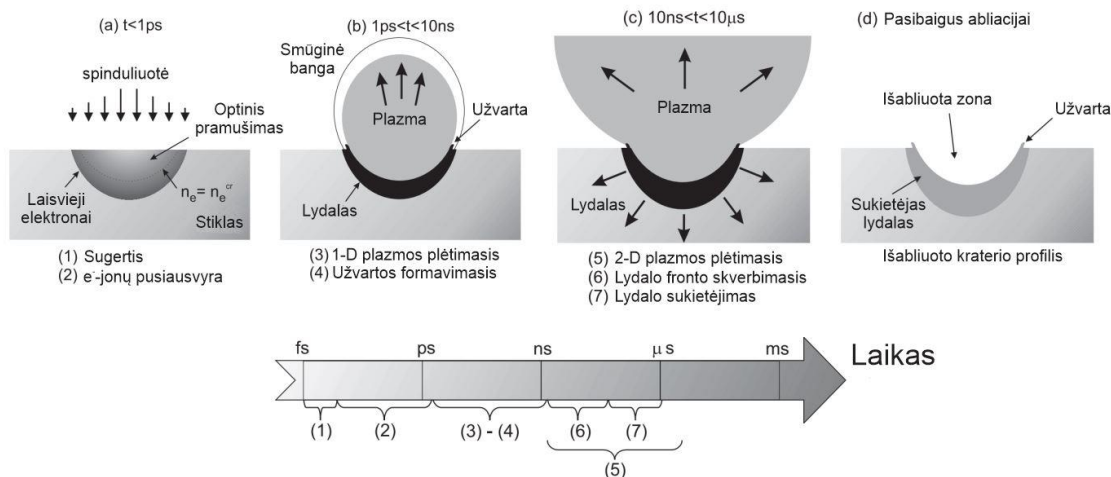 (a) t<1ps
spinduliuotė
Optinis
pramušimas
Laisvieji
elektronai
nₑ= nₑᶜʳ
Stiklas
(1) Sugertis
(2) e⁻-jonų pusiausvyra
(b) 1ps<t<10ns
Smūginė
banga
Plazma
Užvarta
Lydalas
(3) 1-D plazmos plėtimasis
(4) Užvartos formavimasis
(c) 10ns<t<10µs
Plazma
Lydalas
(5) 2-D plazmos plėtimasis
(6) Lydalo fronto skverbimasis
(7) Lydalo sukietėjimas
(d) Pasibaigus abliacijai
Išabliuota zona
Užvarta
Sukietėjas
lydalas
Išabliuoto kraterio profilis
fs ps ns µs ms
Laikas
(1) (2) (3) - (4) (6) (7)
(5)